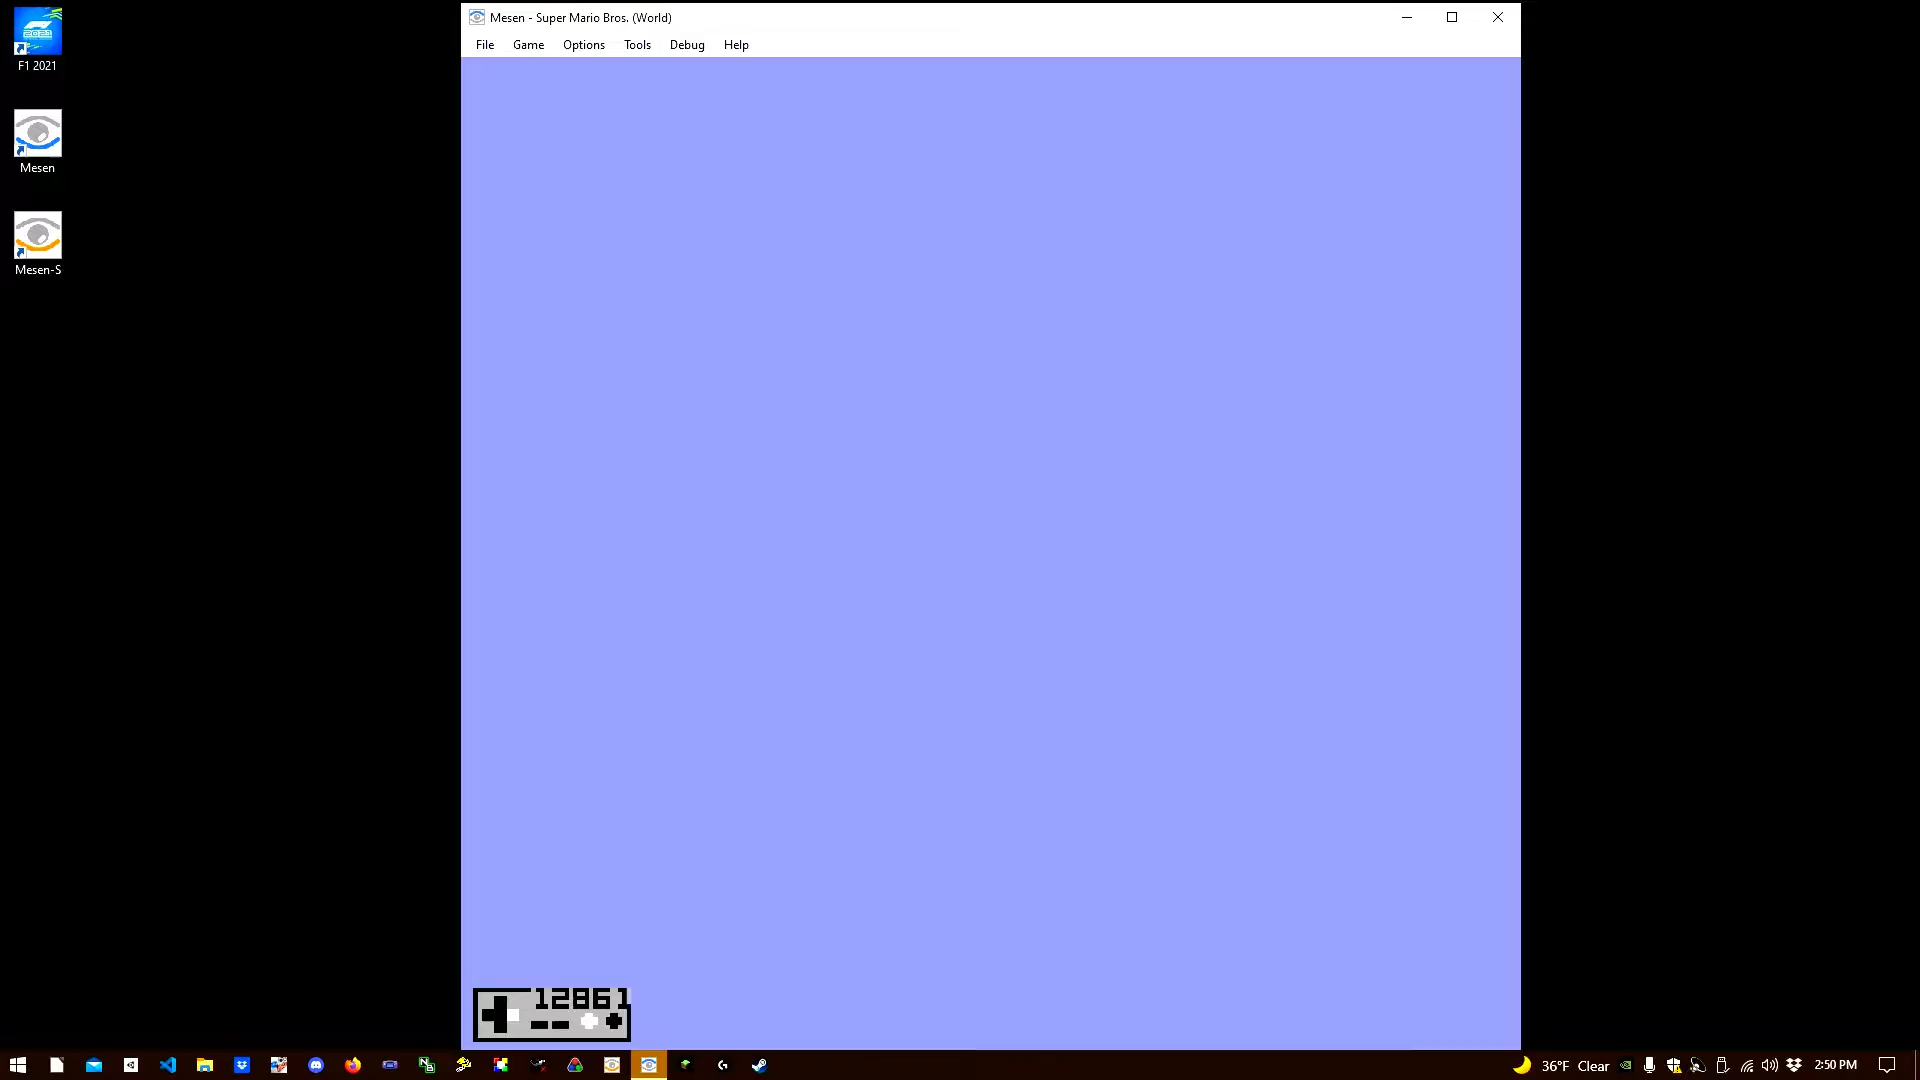 Mesen - Super Mario Bros. (World)
File Game Options Tools Debug Help
F1 2021
Mesen
Mesen-S
12861
36°F Clear
2:50 PM